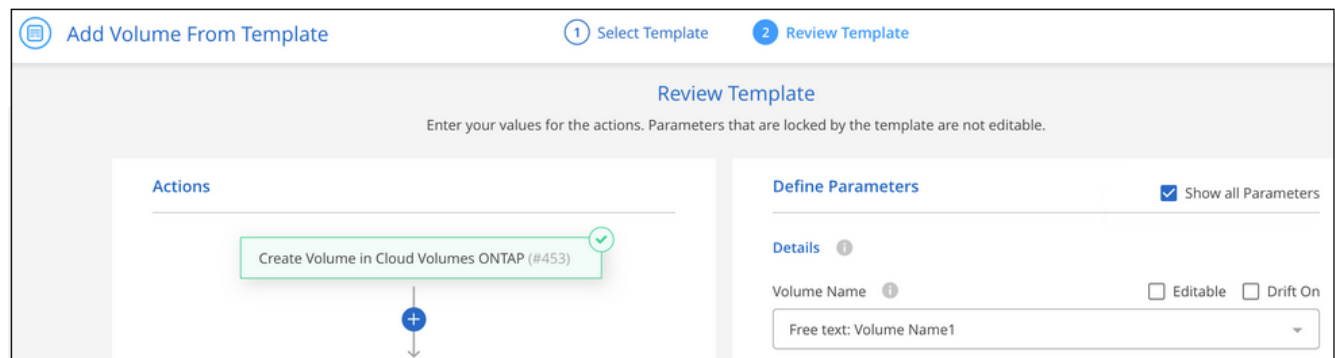 Add Volume From Template
1 Select Template
2 Review Template
Review Template
Enter your values for the actions. Parameters that are locked by the template are not editable.
Actions
Create Volume in Cloud Volumes ONTAP (#453)
Define Parameters
Show all Parameters
Details
Volume Name
Editable
Drift On
Free text: Volume Name1